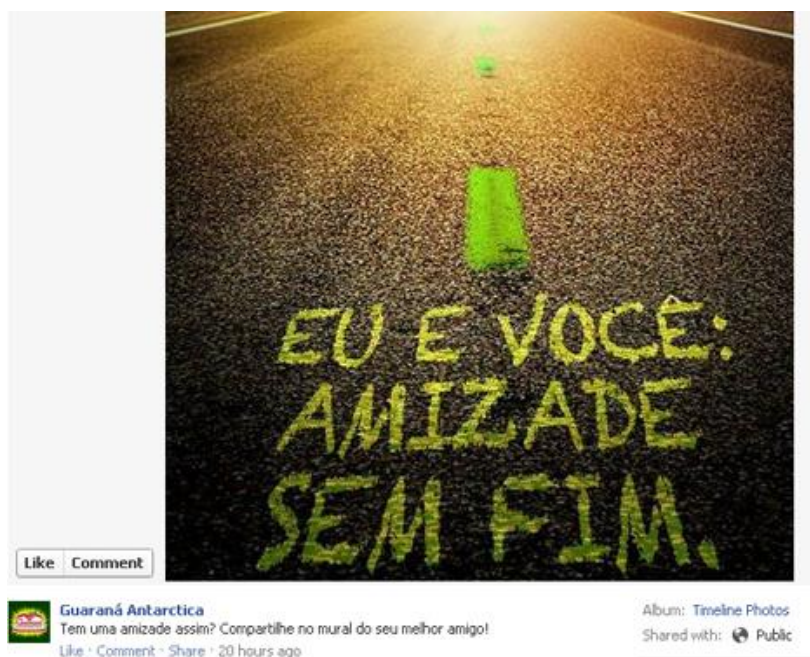 EU E VOCÊ:
AMIZADE
SEM FIM.
Like Comment
Guaraná Antarctica
Tem uma amizade assim? Compartilhe no mural do seu melhor amigo!
Like · Comment · Share · 20 hours ago
Album: Timeline Photos
Shared with: Public